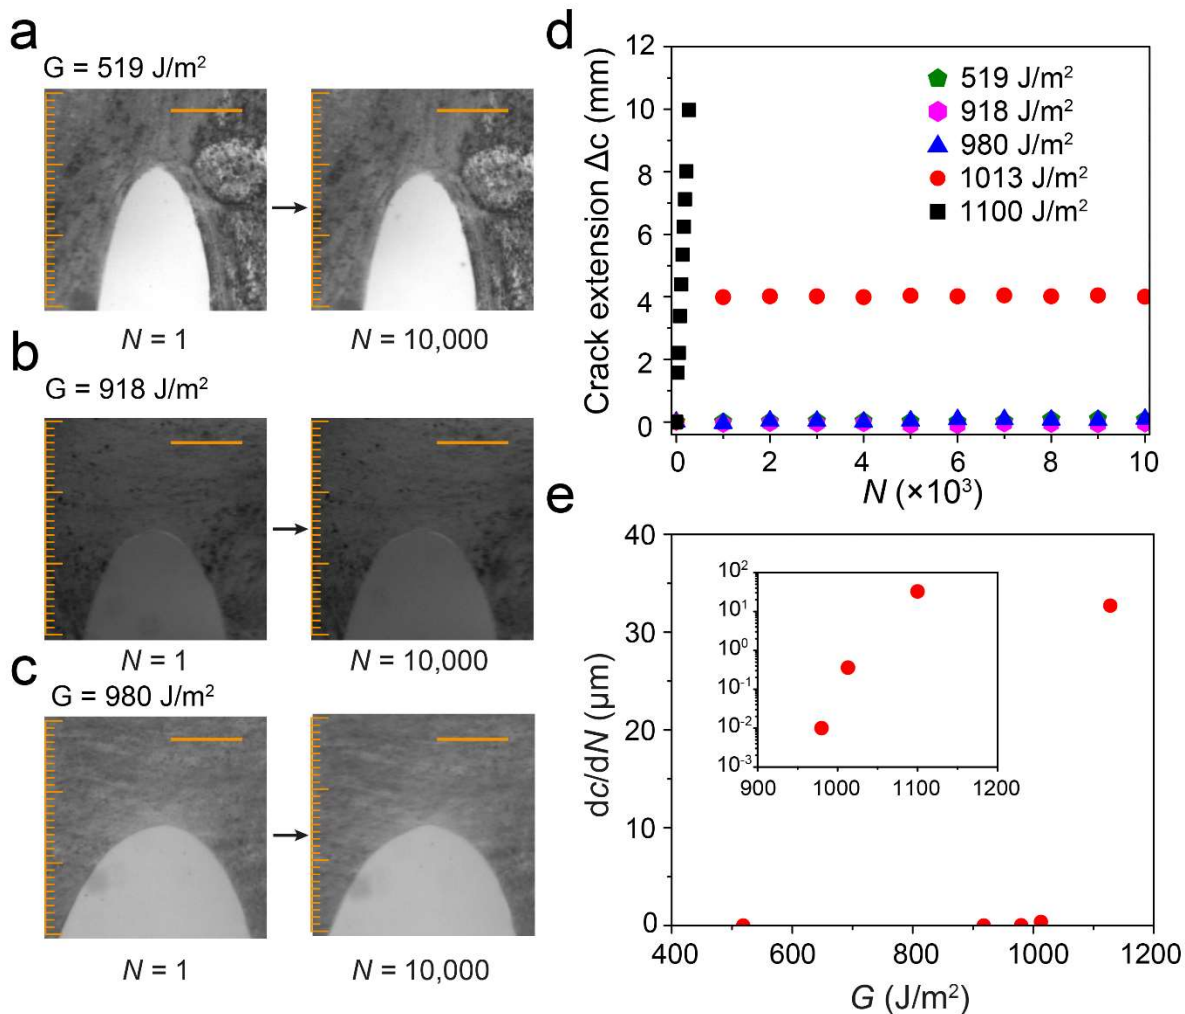 a
G = 519 J/m²
N = 1
N = 10,000
b
G = 918 J/m²
N = 1
N = 10,000
c
G = 980 J/m²
N = 1
N = 10,000
d
Crack extension Δc (mm)
12
10
8
6
4
2
0
519 J/m²
918 J/m²
980 J/m²
1013 J/m²
1100 J/m²
0 2 4 6 8 10
N (×10³)
e
dc/dN (μm)
40
30
20
10
0
10²
10¹
10⁰
10⁻¹
10⁻²
10⁻³
900 1000 1100 1200
400 600 800 1000 1200
G (J/m²)